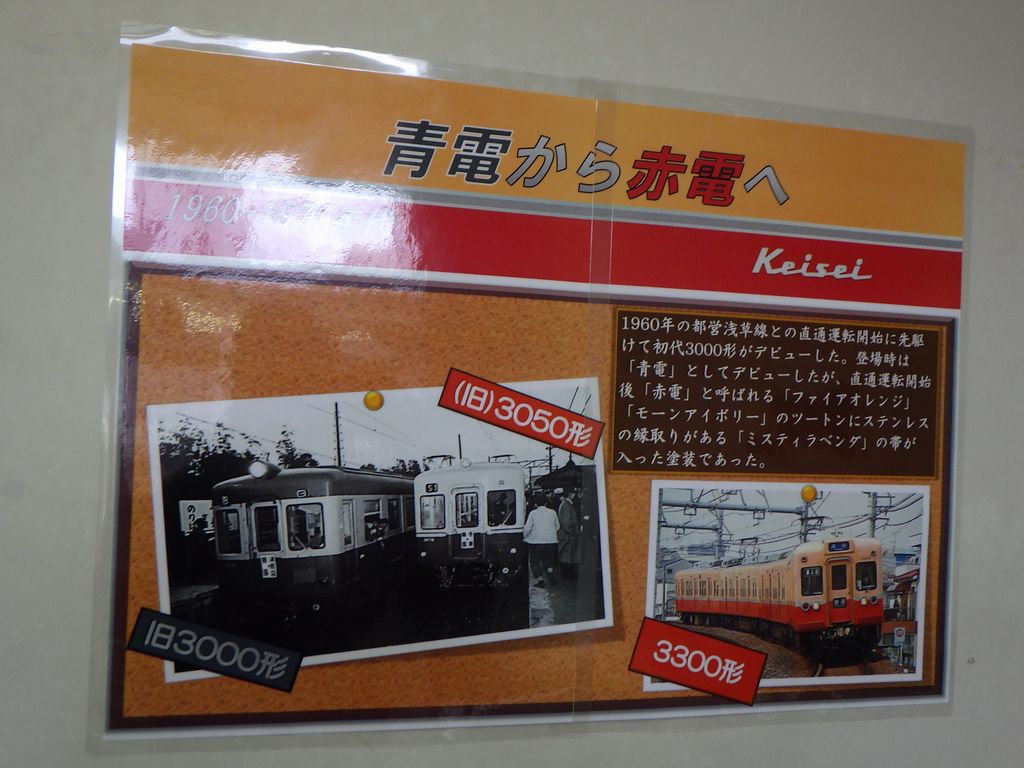 青電から赤電へ
1960
Keisei
1960年の都営浅草線との直通運転開始に先駆
けて初代3000形がデビューした。登場時は
「青電」としてデビューしたが、直通運転開始
後「赤電」と呼ばれる「ファイアオレンジ」
「モーンアイボリー」のツートンにステンレス
の縁取りがある「ミスティラベンダ」の帯が
入った塗装であった。
(旧)3050形
旧3000形
3300形